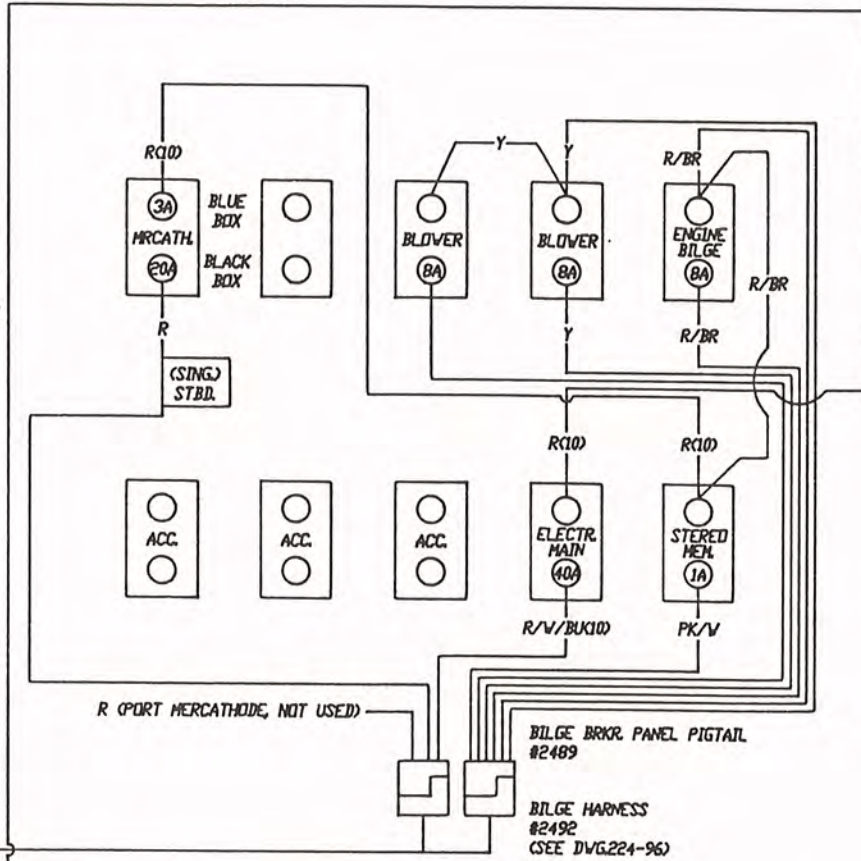 R(10)
Y
Y
R/BR
3A
MRCATH.
20A
BLUE
BOX
BLACK
BOX
BLOWER
8A
BLOWER
8A
ENGINE
BILGE
8A
R/BR
R
Y
R/BR
(SING.)
STBD.
R(10)
R(10)
ACC.
ACC.
ACC.
ELECTR.
MAIN
40A
STEREO
MEM.
1A
R/W/BLK(10)
PK/W
R (PORT MERCATHODE, NOT USED)
BILGE BRKR. PANEL PIGTAIL
#2489
BILGE HARNESS
#2492
(SEE DWG.224-96)